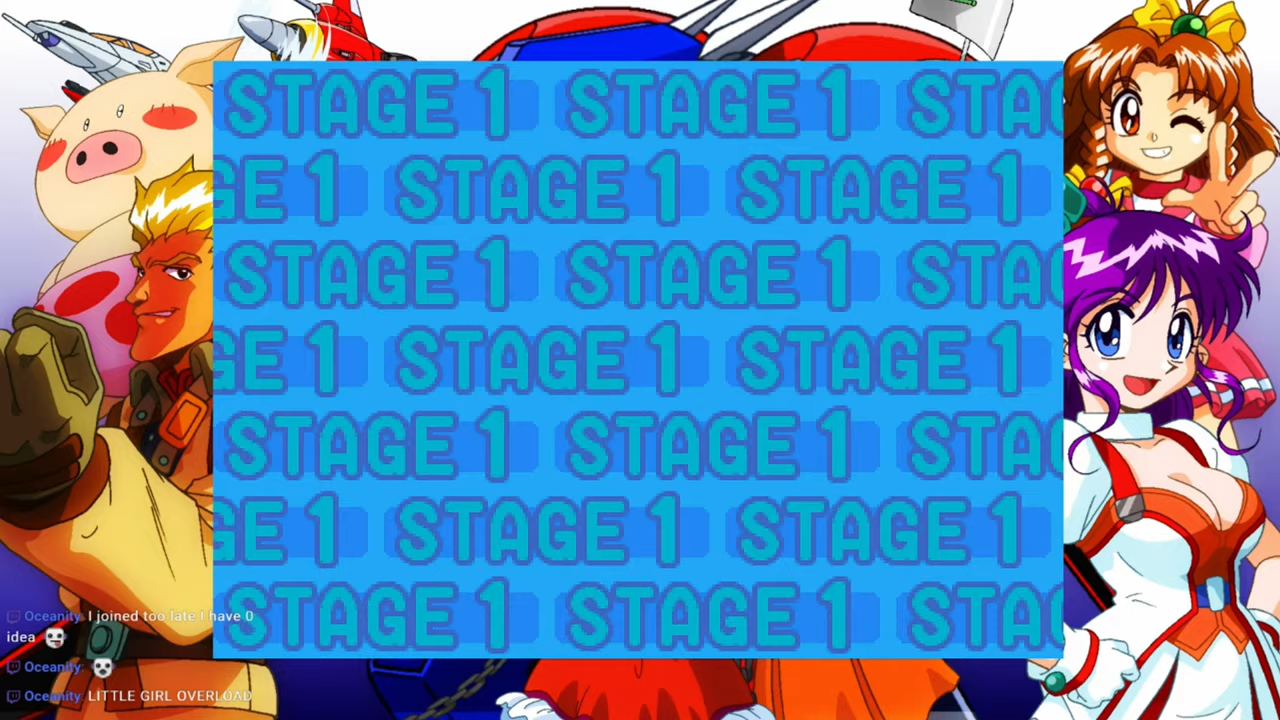 STAGE 1 STAGE 1 STAG
GE 1 STAGE 1 STAGE 1
STAGE 1 STAGE 1 STAG
GE 1 STAGE 1 STAGE 1
STAGE 1 STAGE 1 STAG
GE 1 STAGE 1 STAGE 1
STAGE 1 STAGE 1 STAG
Oceanity: I joined too late I have 0
idea
Oceanity:
Oceanity: LITTLE GIRL OVERLOAD